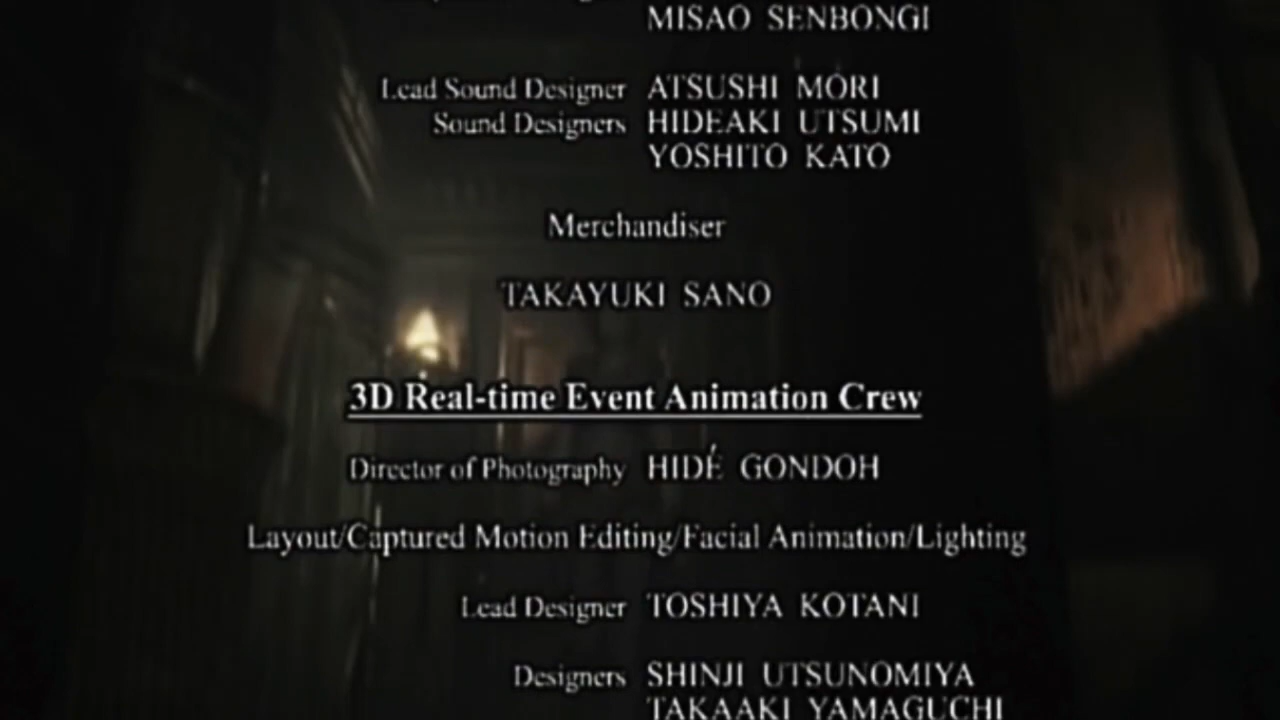 MISAO SENBONGI
Lead Sound Designer ATSUSHI MORI
Sound Designers HIDEAKI UTSUMI
YOSHITO KATO
Merchandiser
TAKAYUKI SANO
3D Real-time Event Animation Crew
Director of Photography HIDÉ GONDOH
Layout/Captured Motion Editing/Facial Animation/Lighting
Lead Designer TOSHIYA KOTANI
Designers SHINJI UTSUNOMIYA
TAKAAKI YAMAGUCHI